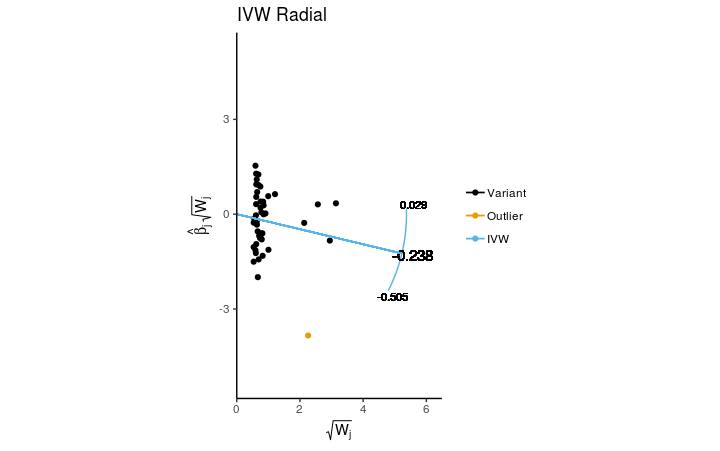 IVW Radial
3
0
-3
β̂j√Wj
0
2
4
6
√Wj
0.029
-0.238
-0.505
Variant
Outlier
IVW